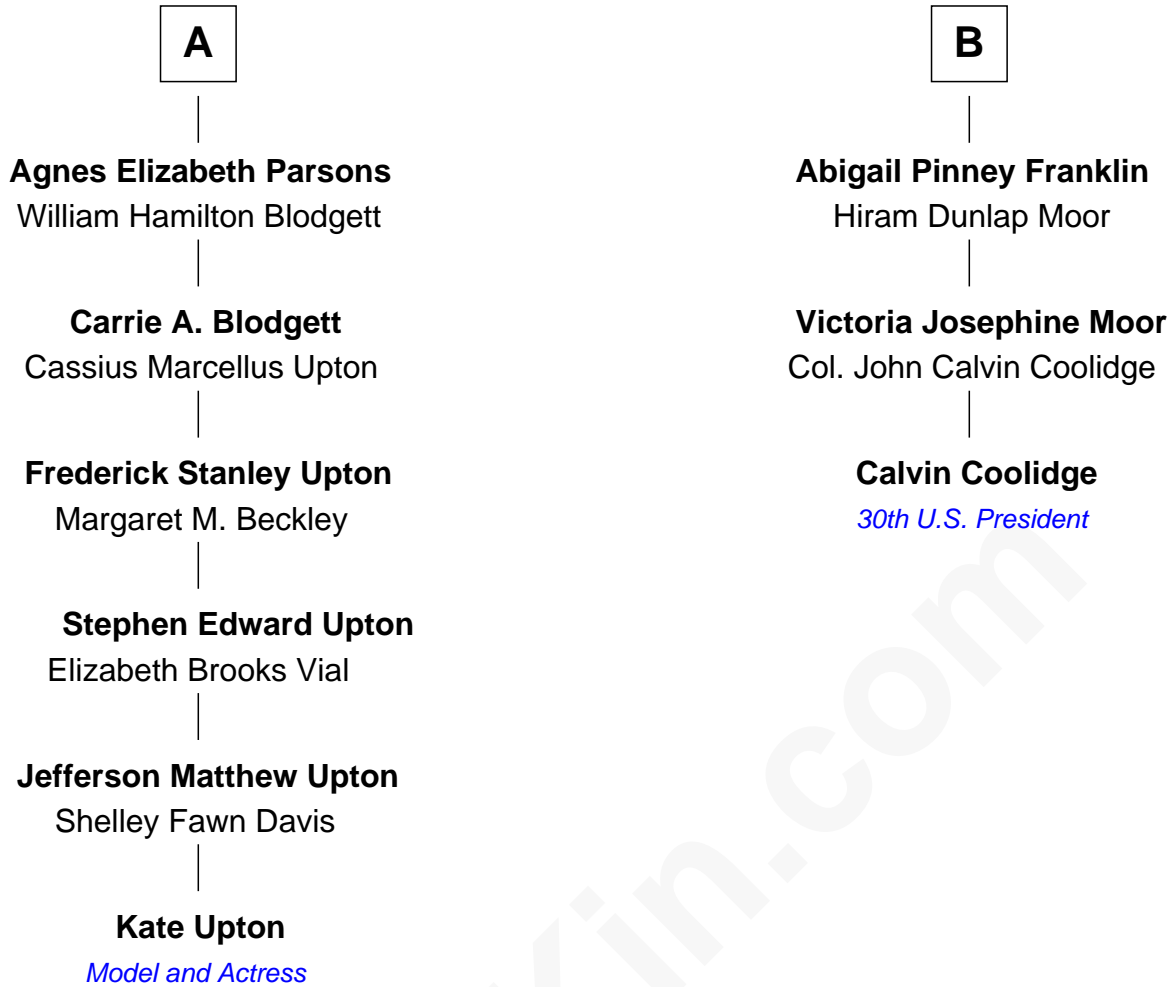 A
Agnes Elizabeth Parsons
William Hamilton Blodgett
Carrie A. Blodgett
Cassius Marcellus Upton
Frederick Stanley Upton
Margaret M. Beckley
Stephen Edward Upton
Elizabeth Brooks Vial
Jefferson Matthew Upton
Shelley Fawn Davis
Kate Upton
Model and Actress
B
Abigail Pinney Franklin
Hiram Dunlap Moor
Victoria Josephine Moor
Col. John Calvin Coolidge
Calvin Coolidge
30th U.S. President
Kin.com